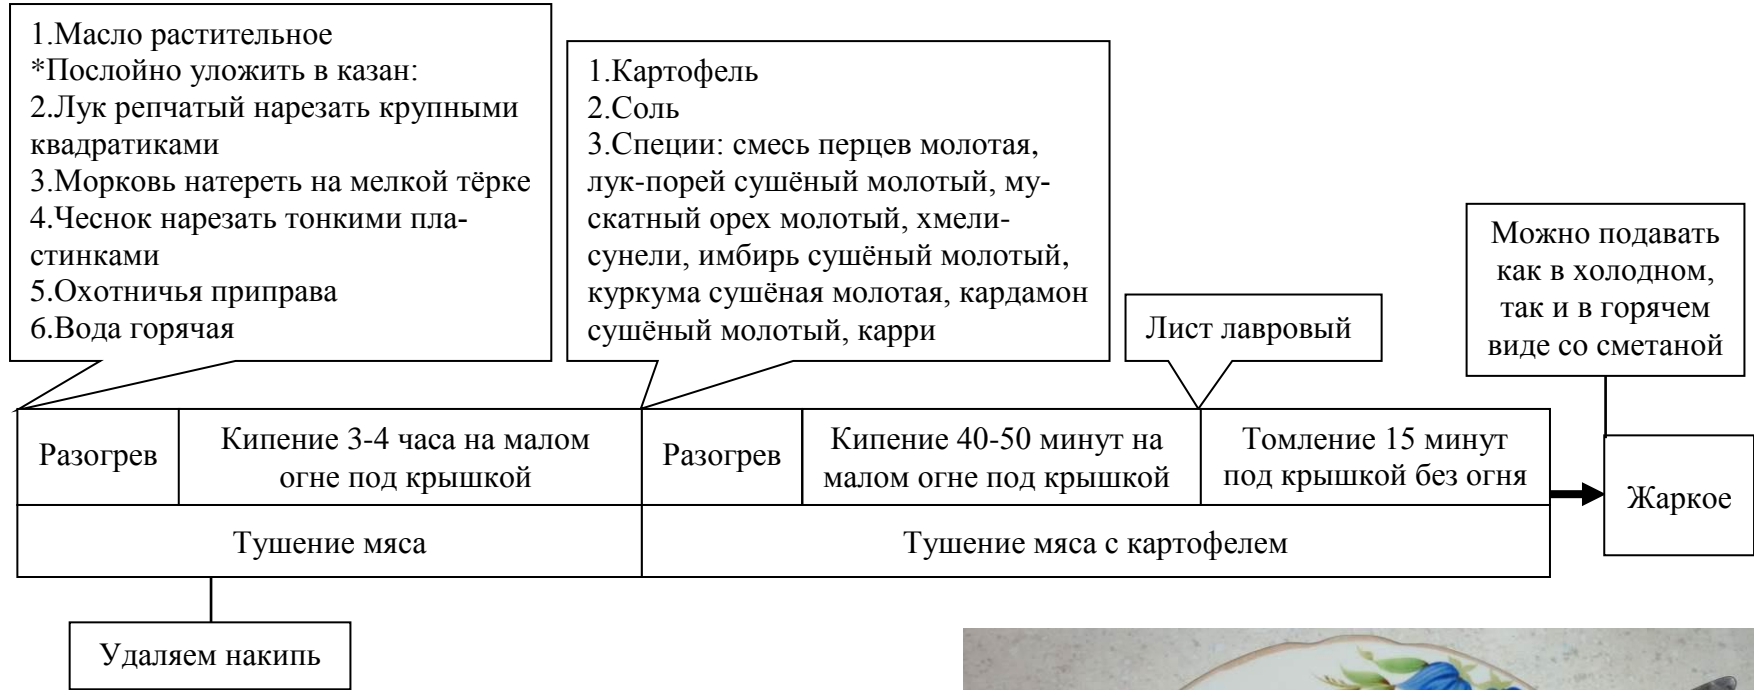 1.Масло растительное
*Послойно уложить в казан:
2.Лук репчатый нарезать крупными
квадратиками
3.Морковь натереть на мелкой тёрке
4.Чеснок нарезать тонкими пла-
стинками
5.Охотничья приправа
6.Вода горячая
1.Картофель
2.Соль
3.Специи: смесь перцев молотая,
лук-порей сушёный молотый, му-
скатный орех молотый, хмели-
сунели, имбирь сушёный молотый,
куркума сушёная молотая, кардамон
сушёный молотый, карри
Лист лавровый
Можно подавать
как в холодном,
так и в горячем
виде со сметаной
Разогрев
Кипение 3-4 часа на малом
огне под крышкой
Разогрев
Кипение 40-50 минут на
малом огне под крышкой
Томление 15 минут
под крышкой без огня
Жаркое
Тушение мяса
Тушение мяса с картофелем
Удаляем накипь